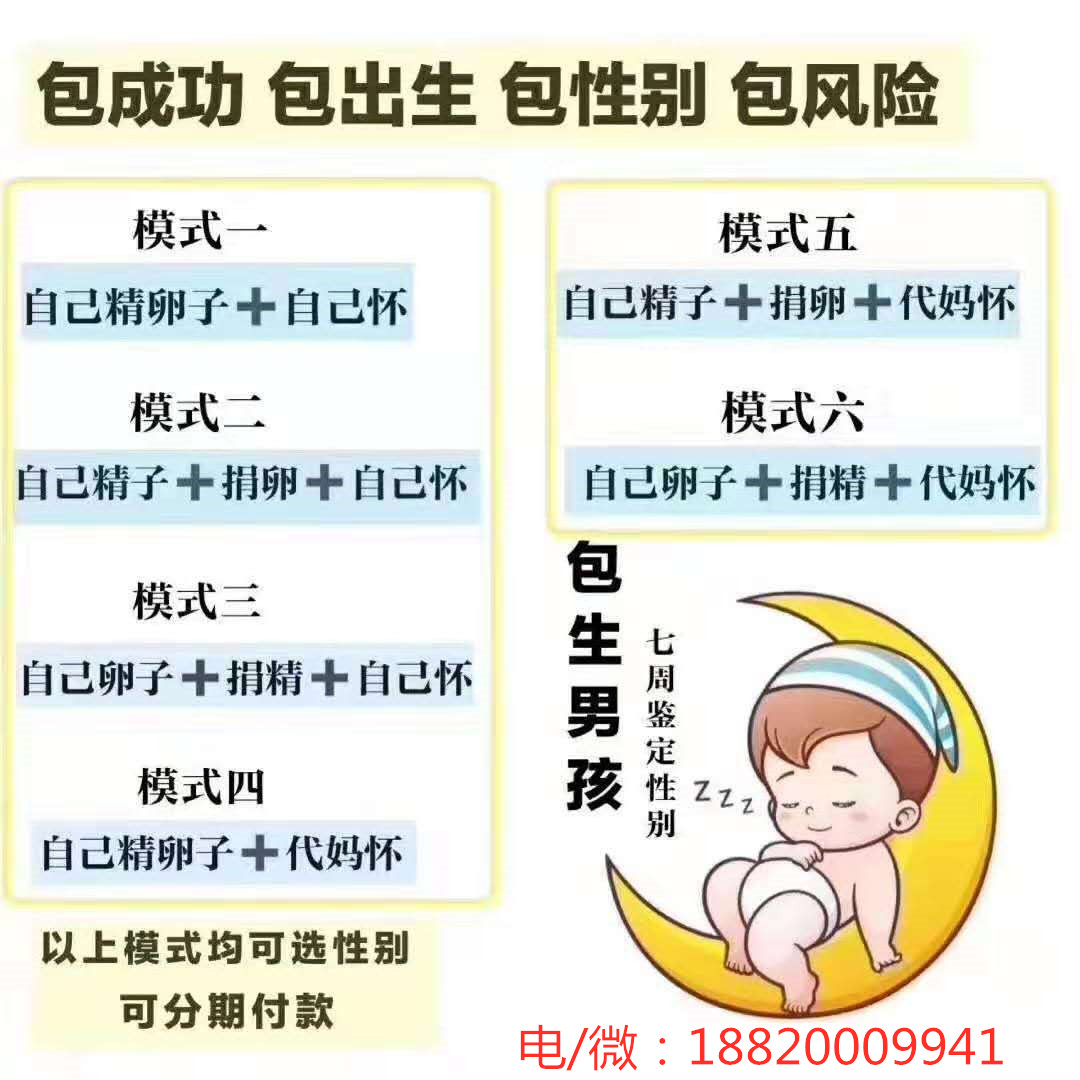 包成功 包出生 包性别 包风险
模式一
自己精卵子➕自己怀
模式二
自己精子➕捐卵➕自己怀
模式三
自己卵子➕捐精➕自己怀
模式四
自己精卵子➕代妈怀
以上模式均可选性别
可分期付款
模式五
自己精子➕捐卵➕代妈怀
模式六
自己卵子➕捐精➕代妈怀
包生男孩
七周鉴定性别
z z z
电/微：18820009941